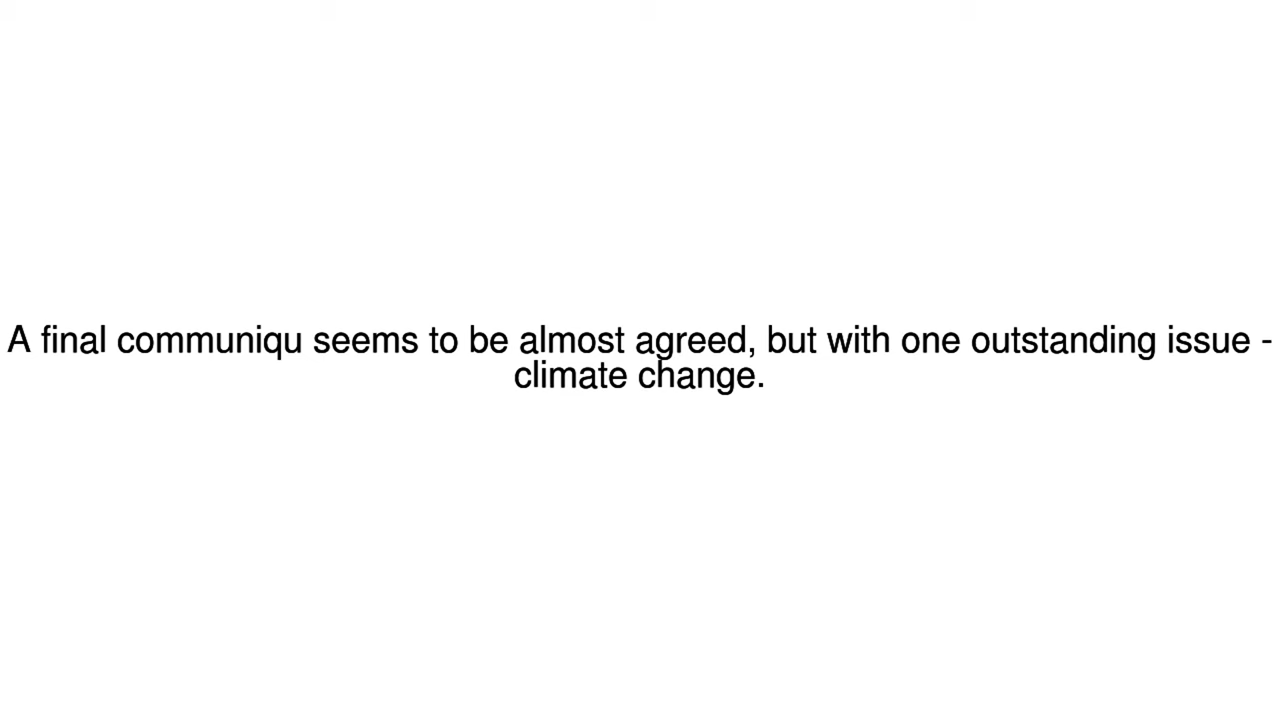 A final communiqu seems to be almost agreed, but with one outstanding issue -
climate change.